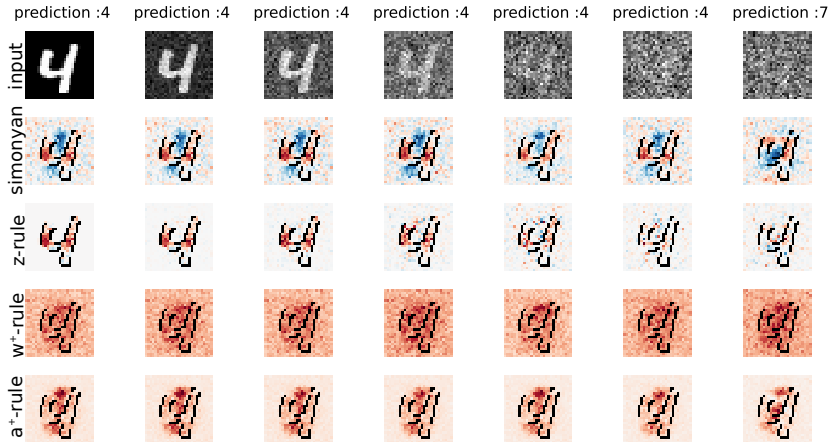 prediction :4 prediction :4 prediction :4 prediction :4 prediction :4 prediction :4 prediction :7
input
simonyan
z-rule
w⁺-rule
a⁺-rule